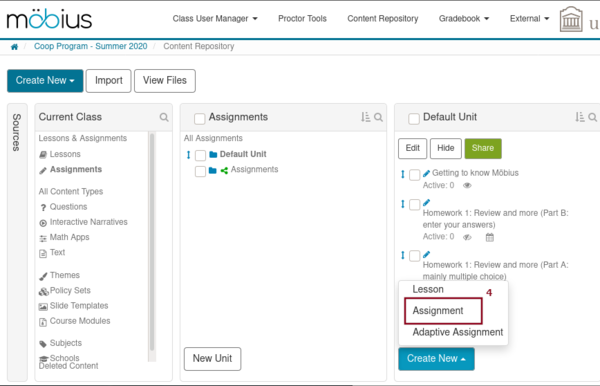 möbius
Class User Manager
Proctor Tools
Content Repository
Gradebook
External
u
Coop Program - Summer 2020 / Content Repository
Create New
Import
View Files
Sources
Current Class
Lessons & Assignments
Lessons
Assignments
All Content Types
? Questions
Interactive Narratives
Math Apps
Text
Themes
Policy Sets
Slide Templates
Course Modules
Subjects
Schools
Deleted Content
Assignments
All Assignments
Default Unit
Assignments
New Unit
Default Unit
Edit
Hide
Share
Getting to know Möbius
Active: 0
Homework 1: Review and more (Part B:
enter your answers)
Active: 0
Homework 1: Review and more (Part A:
mainly multiple choice)
Lesson
4
Assignment
Adaptive Assignment
Create New